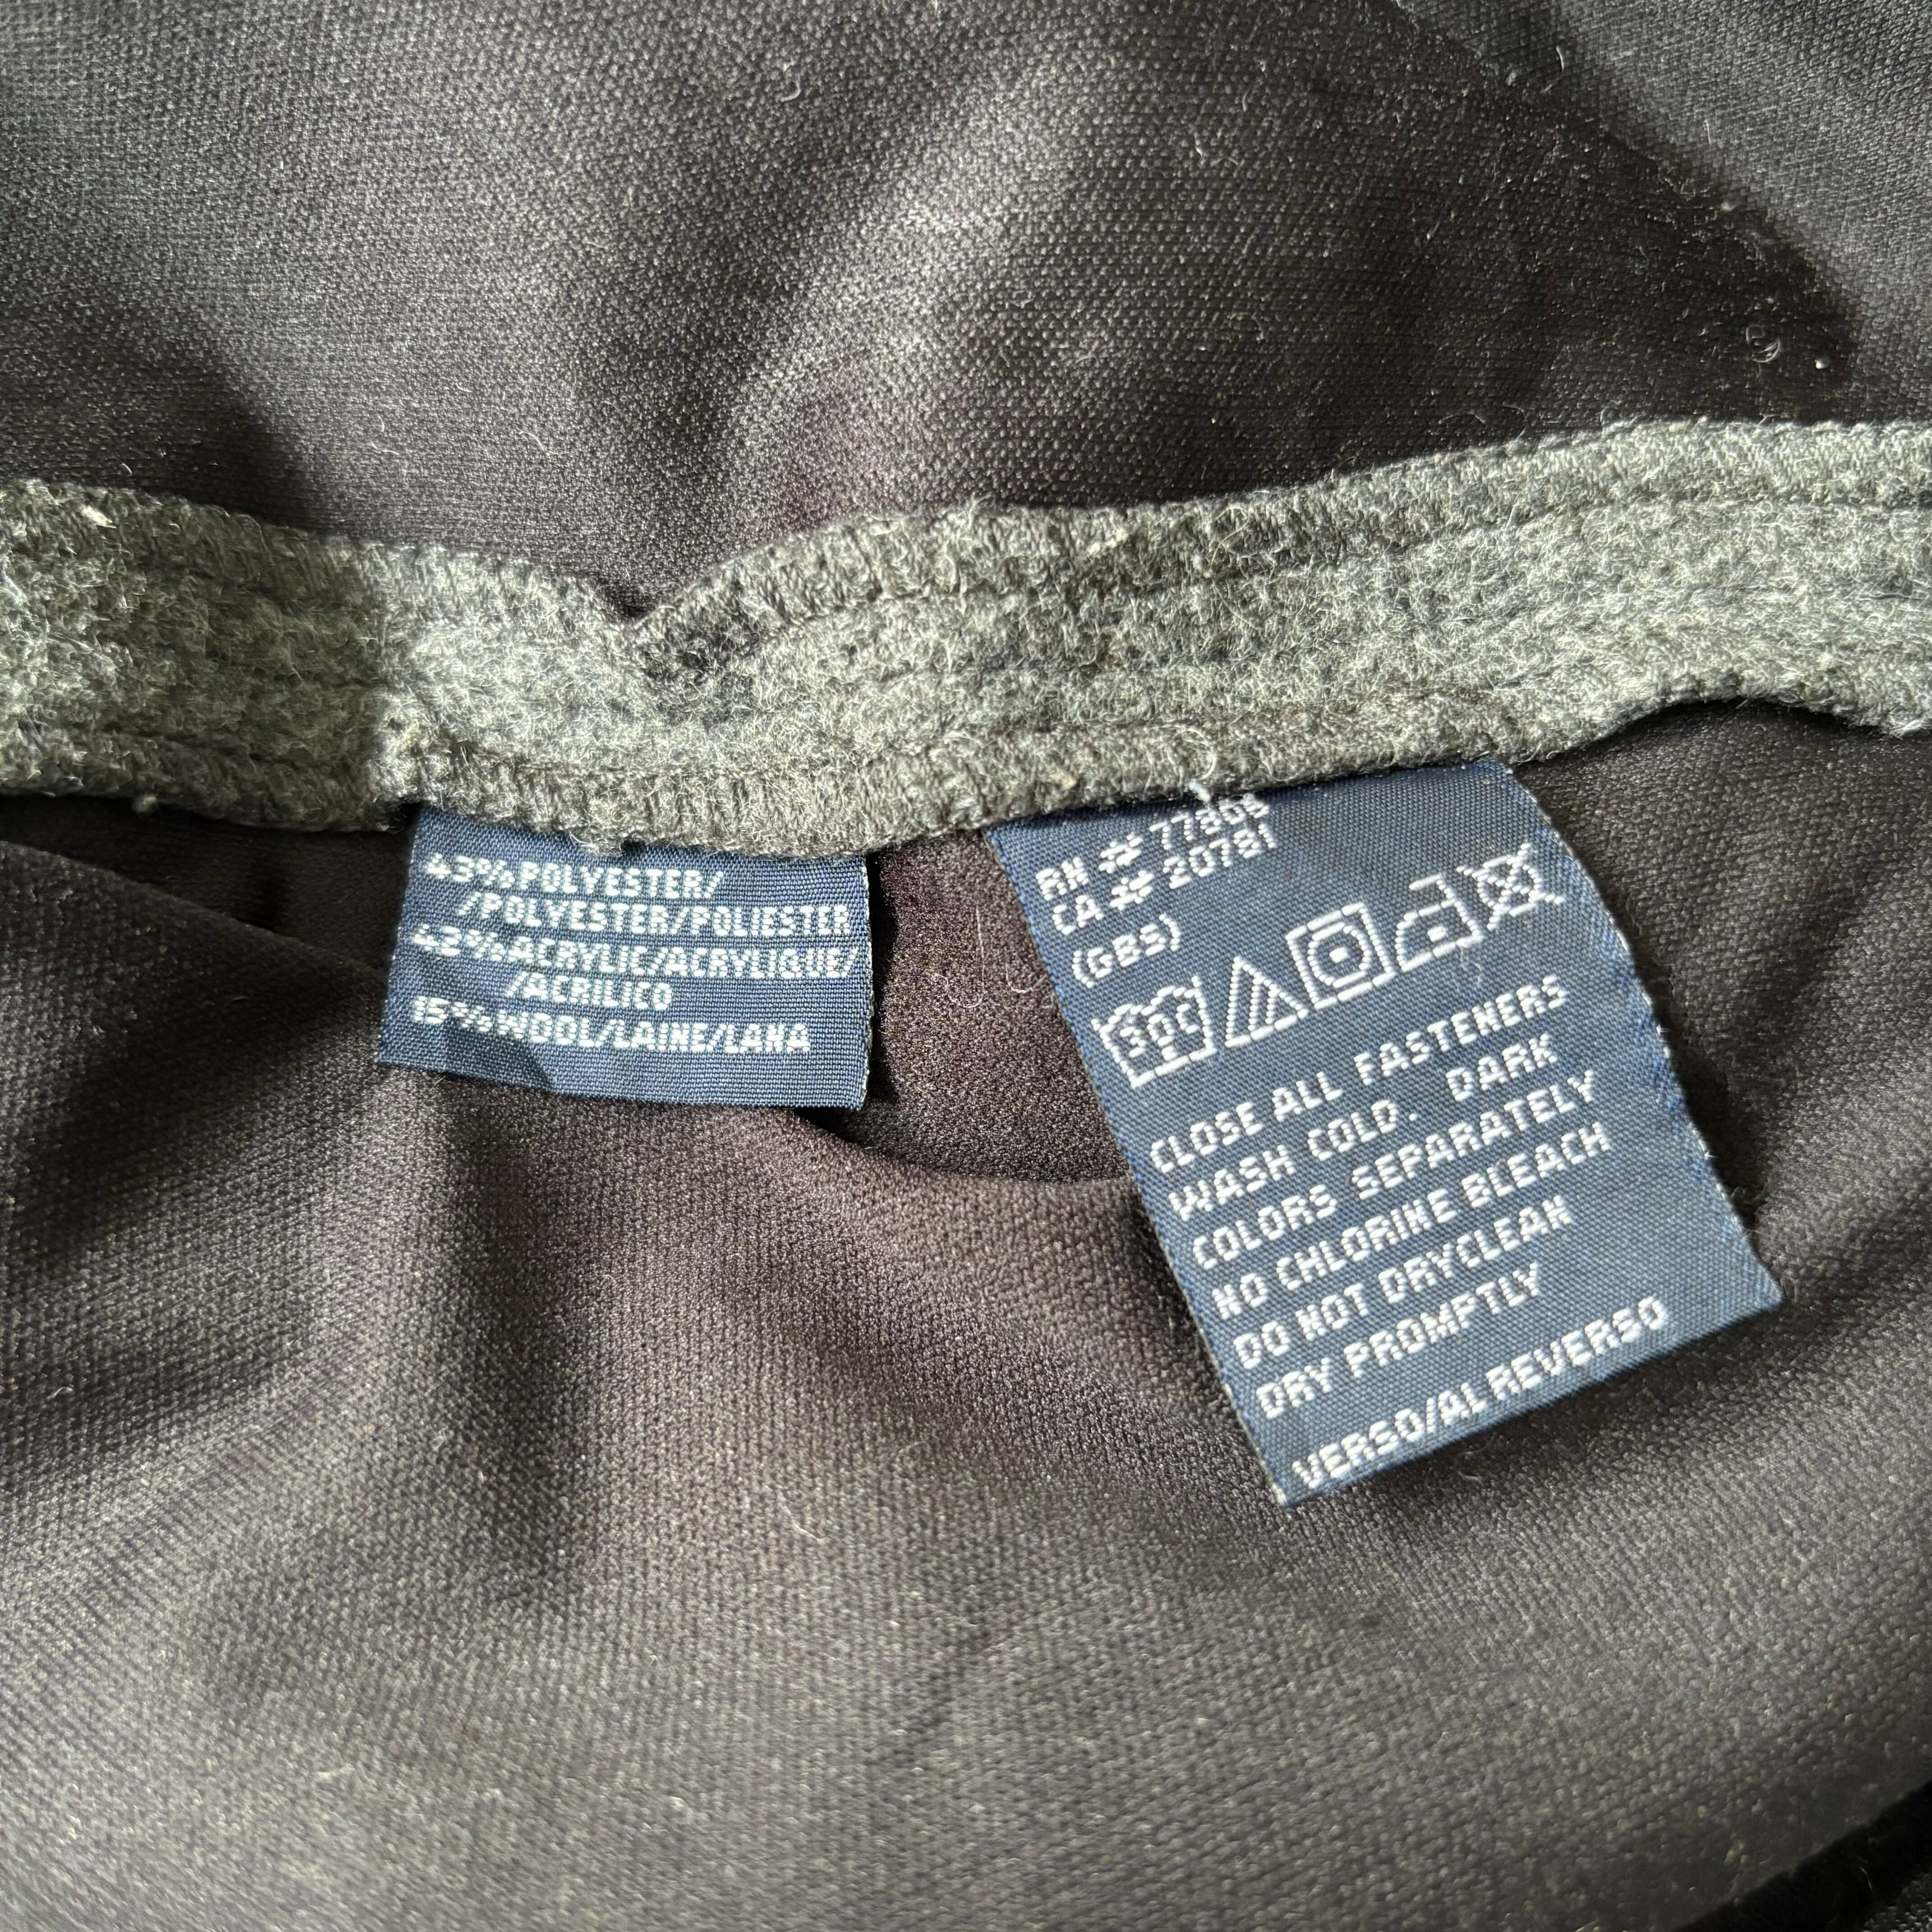 43% POLYESTER/
/POLYESTER/POLIESTER
42% ACRYLIC/ACRYLIQUE/
/ACRILICO
15% WOOL/LAINE/LANA
RN #
CA # 20781
(GBS)
CLOSE ALL FASTENERS
WASH COLD. DARK
COLORS SEPARATELY
NO CHLORINE BLEACH
DO NOT DRYCLEAN
DRY PROMPTLY
VERSO/AL REVERSO